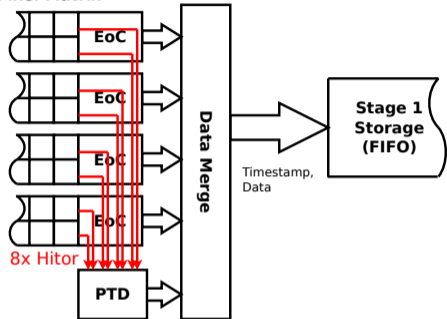 EoC
EoC
EoC
EoC
8x Hitor
PTD
Data Merge
Timestamp,
Data
Stage 1
Storage
(FIFO)